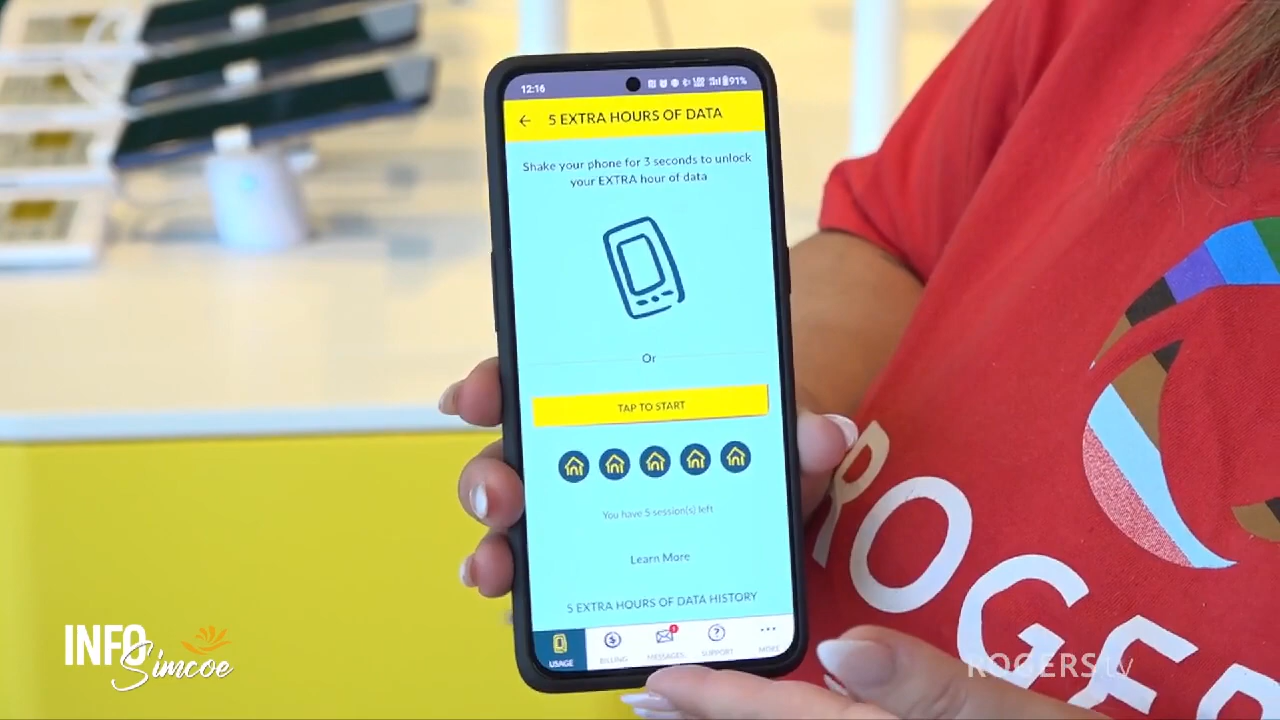 12:16
91%
5 EXTRA HOURS OF DATA
Shake your phone for 3 seconds to unlock
your EXTRA hour of data
Or
TAP TO START
You have 5 session(s) left
Learn More
5 EXTRA HOURS OF DATA HISTORY
USAGE
BILLING
MESSAGES
SUPPORT
MORE
ROGER
INFO
Simcoe
ROGERS tv